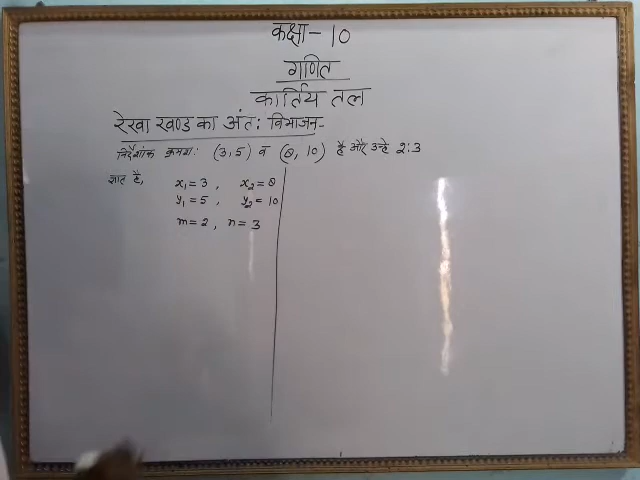 कक्षा - 10
गणित
कार्तिय तल
रेखा खण्ड का अंत: विभाजन-
निर्देशांक क्रमश: (3,5) व (8, 10) है और उन्हे 2:3
ज्ञात है, x₁=3 , x₂=8
y₁=5 , y₂=10
m=2 , n=3